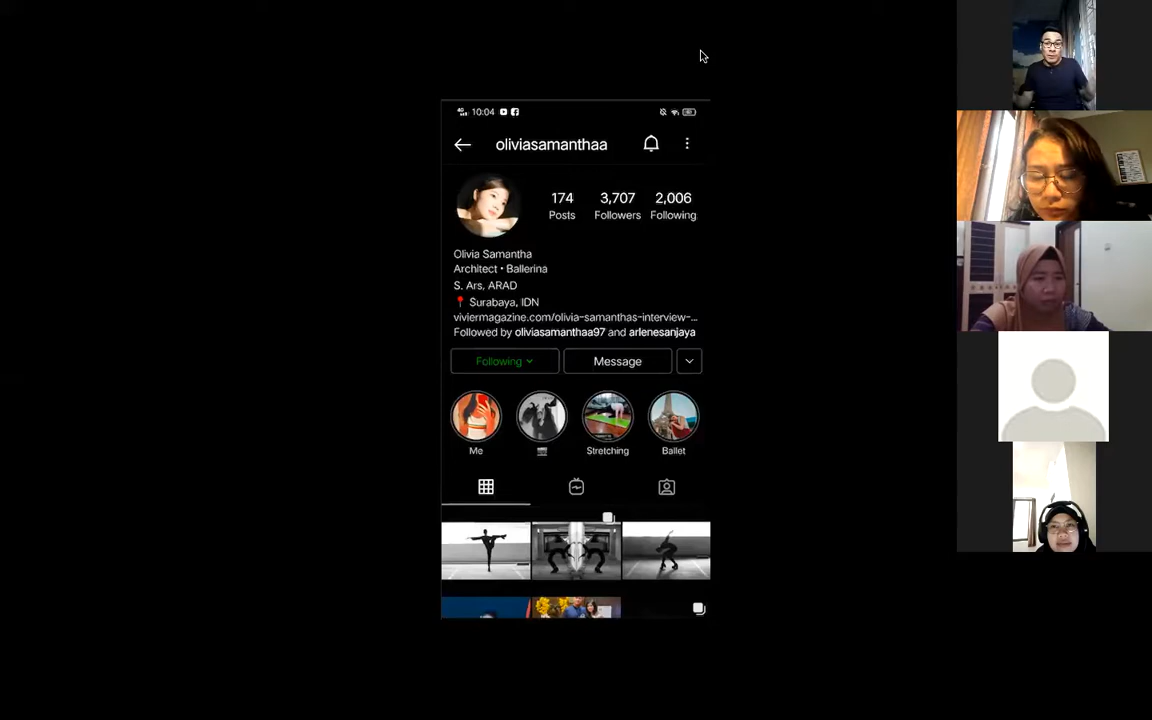 4G 10:04
oliviasamanthaa
174 3,707 2,006
Posts Followers Following
Olivia Samantha
Architect • Ballerina
S. Ars, ARAD
📍 Surabaya, IDN
viviermagazine.com/olivia-samanthas-interview-...
Followed by oliviasamanthaa97 and arlenesanjaya
Following Message
Me Stretching Ballet